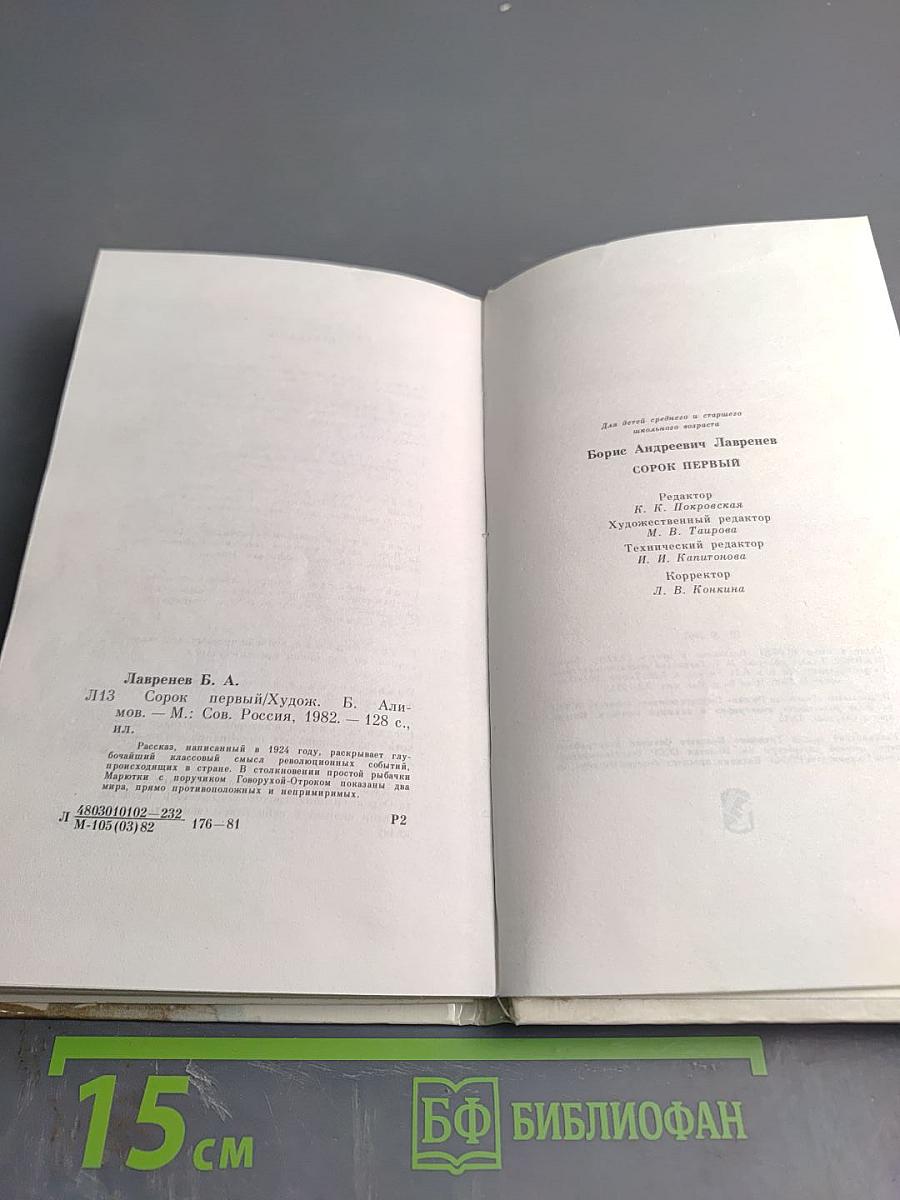 Лавренев Б. А.
Л13 Сорок первый/Худож. Б. Али-
мов. — М.: Сов. Россия, 1982. — 128 с.,
ил.
Рассказ, написанный в 1924 году, раскрывает глу-
бочайший классовый смысл революционных событий,
происходящих в стране. В столкновении простой рыбачки
Марютки с поручиком Говорухой-Отроком показаны два
мира, прямо противоположных и непримиримых.
Л 4803010102—232
М-105(03)82 176—81 Р2
Для детей среднего и старшего
школьного возраста
Борис Андреевич Лавренев
СОРОК ПЕРВЫЙ
Редактор
К. К. Покровская
Художественный редактор
М. В. Таирова
Технический редактор
И. И. Капитонова
Корректор
Л. В. Конкина
15 см
БФ БИБЛИОФАН